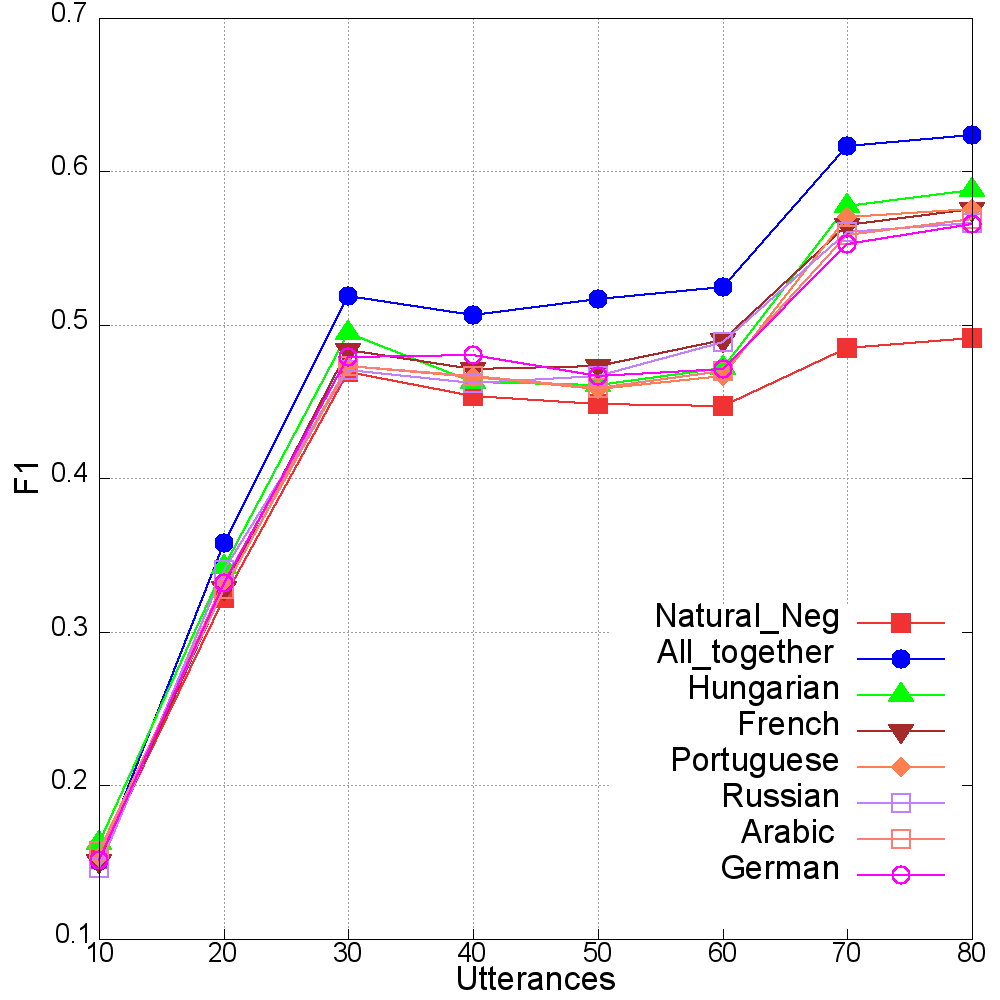 0.7
0.6
0.5
0.4
0.3
0.2
0.1
F1
Natural_Neg
All_together
Hungarian
French
Portuguese
Russian
Arabic
German
10 20 30 40 50 60 70 80
Utterances